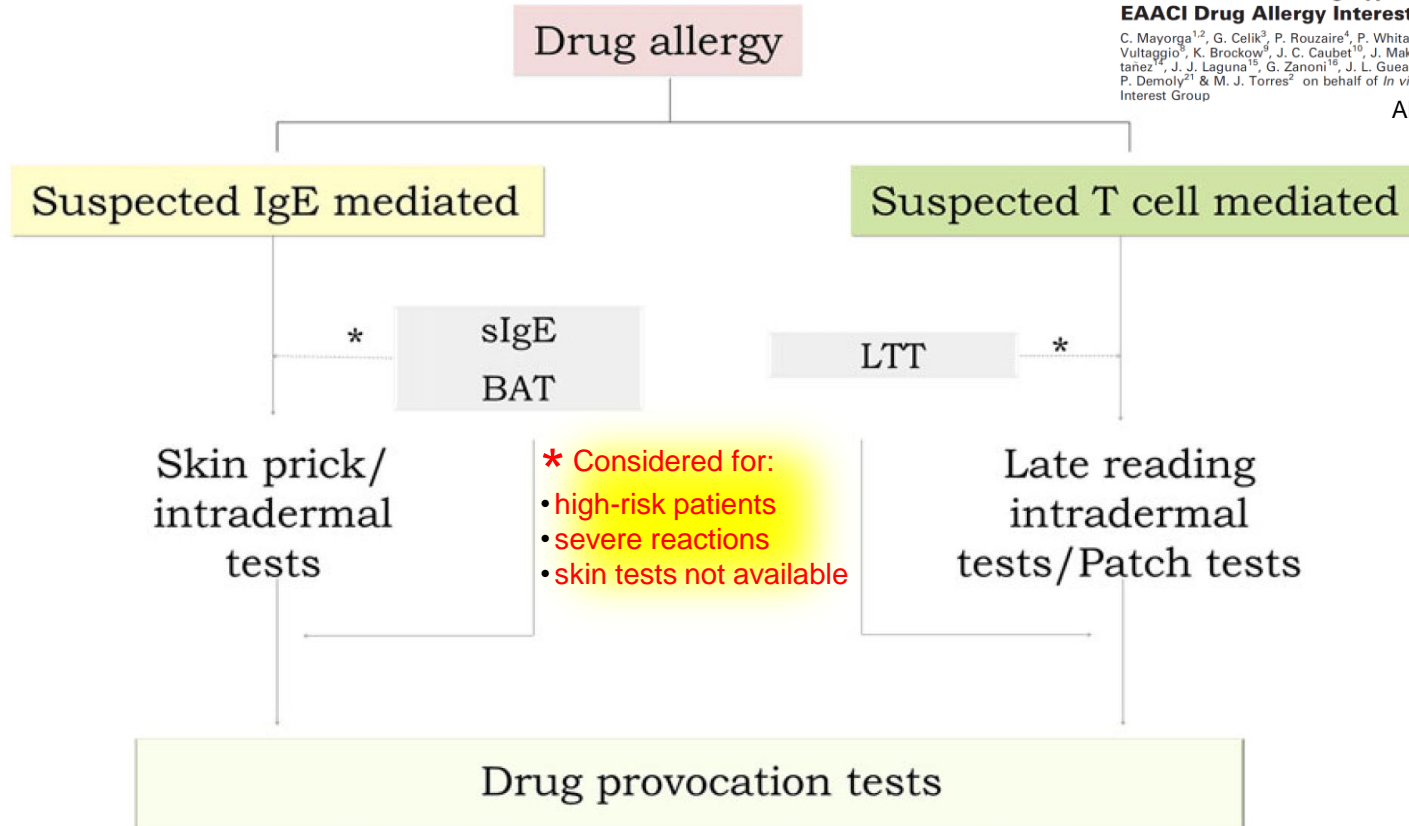 EAACI Drug Allergy Interest
C. Mayorga1,2, G. Celik3, P. Rouzaire4, P. Whita
Vultaggio8, K. Brockow9, J. C. Caubet10, J. Mak
tañez14, J. J. Laguna15, G. Zanoni16, J. L. Guea
P. Demoly21 & M. J. Torres2 on behalf of In vi
Interest Group
A
Drug allergy
Suspected IgE mediated
Suspected T cell mediated
*
sIgE
BAT
LTT
*
Skin prick/
intradermal
tests
* Considered for:
• high-risk patients
• severe reactions
• skin tests not available
Late reading
intradermal
tests/Patch tests
Drug provocation tests